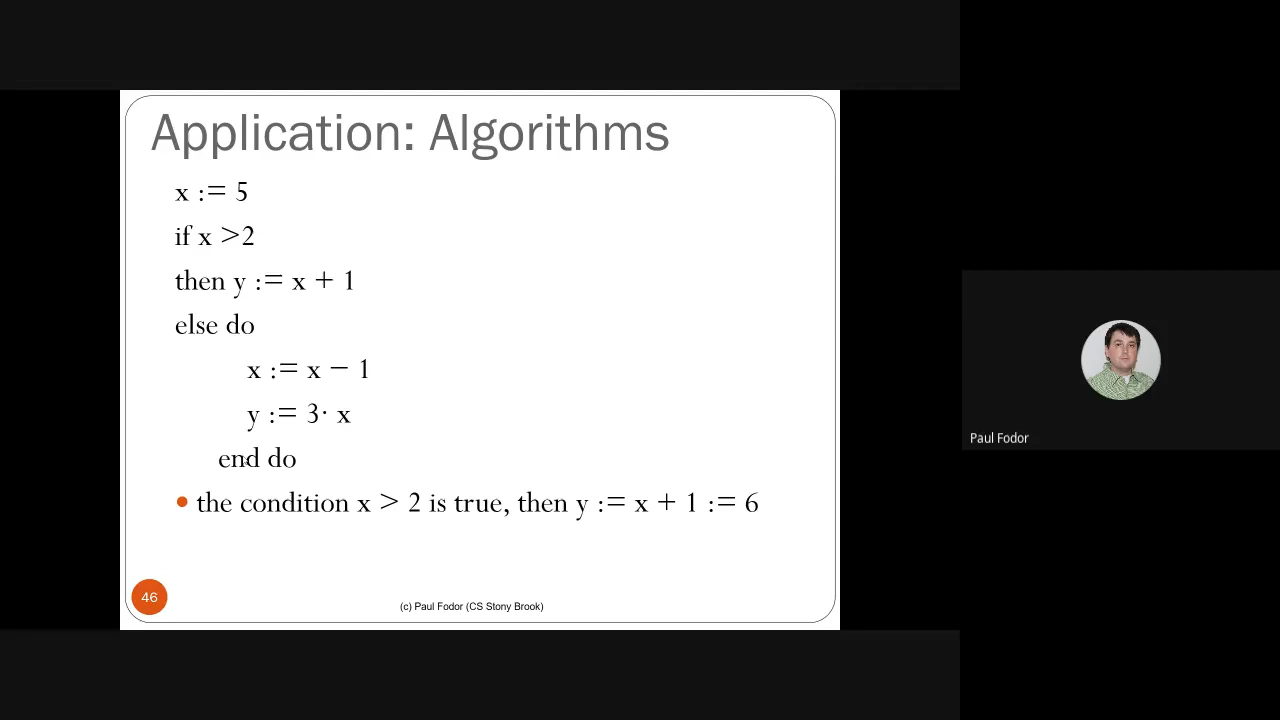 Application: Algorithms
x := 5
if x >2
then y := x + 1
else do
x := x − 1
y := 3· x
end do
• the condition x > 2 is true, then y := x + 1 := 6
46
(c) Paul Fodor (CS Stony Brook)
Paul Fodor